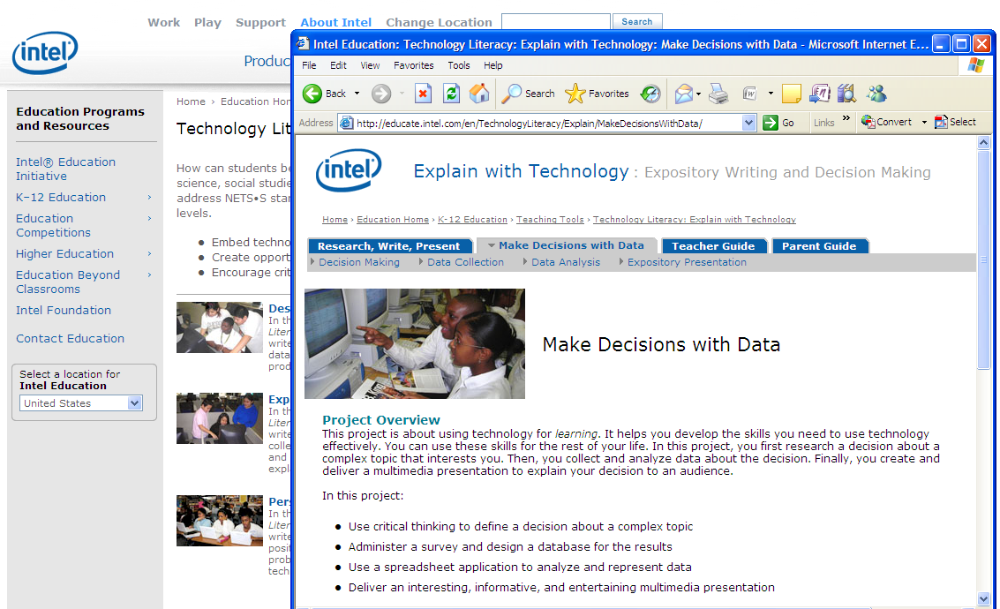 Work Play Support About Intel Change Location Search
intel
Produc
Education Programs
and Resources
Intel® Education
Initiative
K–12 Education ›
Education ›
Competitions
Higher Education ›
Education Beyond ›
Classrooms
Intel Foundation
Contact Education
Select a location for
Intel Education
United States
Home › Education Hor
Technology Lit
How can students be
science, social studie
address NETS•S star
levels.
• Embed techno
• Create opport
• Encourage crit
Des
In th
Liter
write
data
prod
Exp
In th
Liter
write
colle
and
expl
Pers
In th
Liter
write
posit
prob
tech
Intel Education: Technology Literacy: Explain with Technology: Make Decisions with Data - Microsoft Internet E...
File Edit View Favorites Tools Help
Back Search Favorites
Address http://educate.intel.com/en/TechnologyLiteracy/Explain/MakeDecisionsWithData/ Go Links » Convert Select
intel
Explain with Technology : Expository Writing and Decision Making
Home › Education Home › K-12 Education › Teaching Tools › Technology Literacy: Explain with Technology
Research, Write, Present Make Decisions with Data Teacher Guide Parent Guide
Decision Making Data Collection Data Analysis Expository Presentation
Make Decisions with Data
Project Overview
This project is about using technology for learning. It helps you develop the skills you need to use technology
effectively. You can use these skills for the rest of your life. In this project, you first research a decision about a
complex topic that interests you. Then, you collect and analyze data about the decision. Finally, you create and
deliver a multimedia presentation to explain your decision to an audience.
In this project:
• Use critical thinking to define a decision about a complex topic
• Administer a survey and design a database for the results
• Use a spreadsheet application to analyze and represent data
• Deliver an interesting, informative, and entertaining multimedia presentation